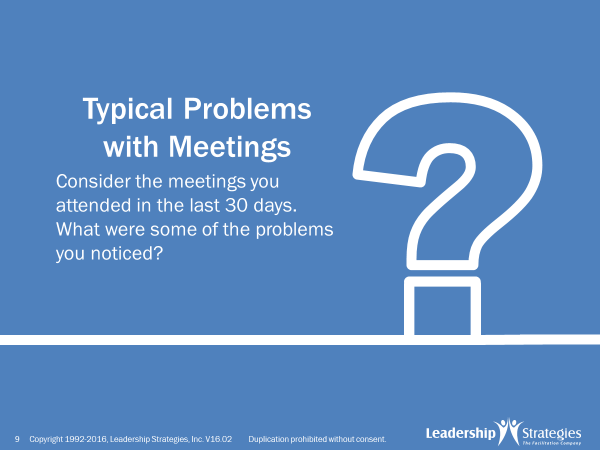 Typical Problems
with Meetings
Consider the meetings you
attended in the last 30 days.
What were some of the problems
you noticed?
9 Copyright 1992-2016, Leadership Strategies, Inc. V16.02 Duplication prohibited without consent.
Leadership Strategies
The Facilitation Company